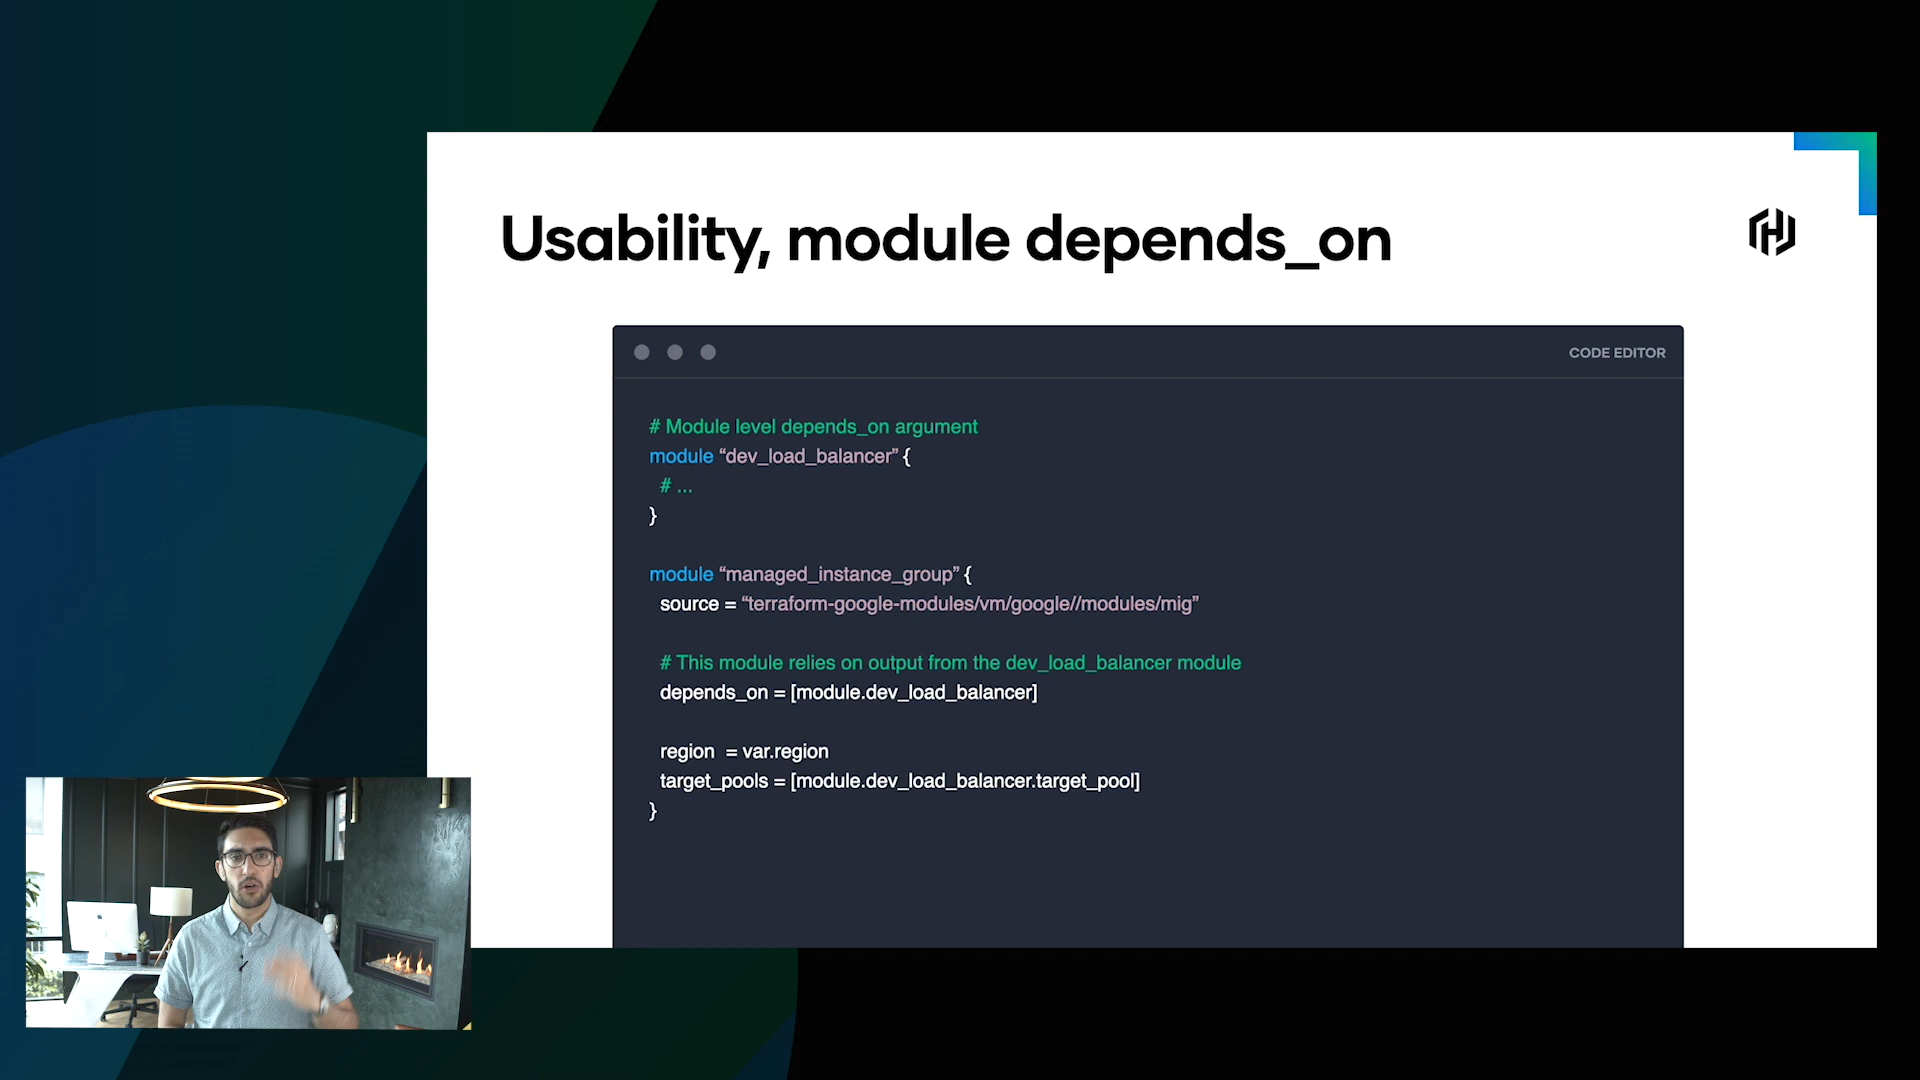 Usability, module depends_on
CODE EDITOR
# Module level depends_on argument
module “dev_load_balancer” {
# ...
}
module “managed_instance_group” {
source = “terraform-google-modules/vm/google//modules/mig”
# This module relies on output from the dev_load_balancer module
depends_on = [module.dev_load_balancer]
region  = var.region
target_pools = [module.dev_load_balancer.target_pool]
}